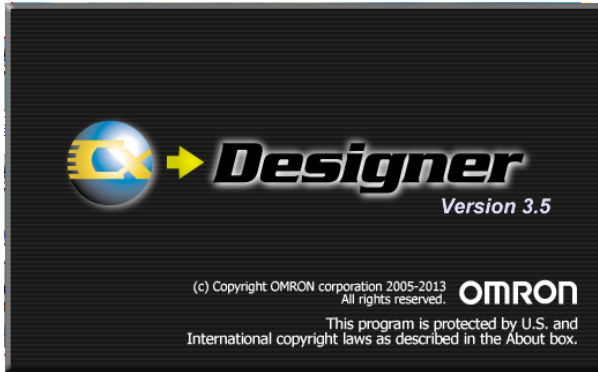 CX Designer
Version 3.5
(c) Copyright OMRON corporation 2005-2013
All rights reserved.
OMRON
This program is protected by U.S. and
International copyright laws as described in the About box.